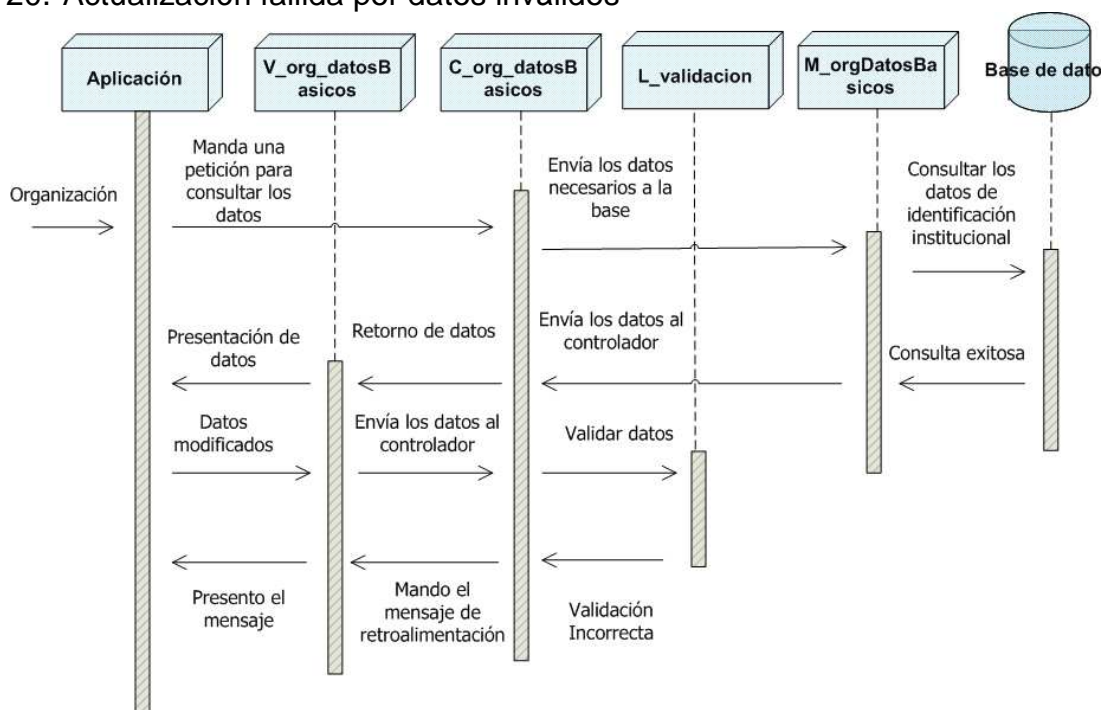 20. Actualización fallida por datos inválidos
Aplicación
V_org_datosB
asicos
C_org_datosB
asicos
L_validacion
M_orgDatosBa
sicos
Base de dato
Organización
Manda una
petición para
consultar los
datos
Envía los datos
necesarios a la
base
Consultar los
datos de
identificación
institucional
Presentación de
datos
Retorno de datos
Envía los datos al
controlador
Consulta exitosa
Datos
modificados
Envía los datos al
controlador
Validar datos
Presento el
mensaje
Mando el
mensaje de
retroalimentación
Validación
Incorrecta